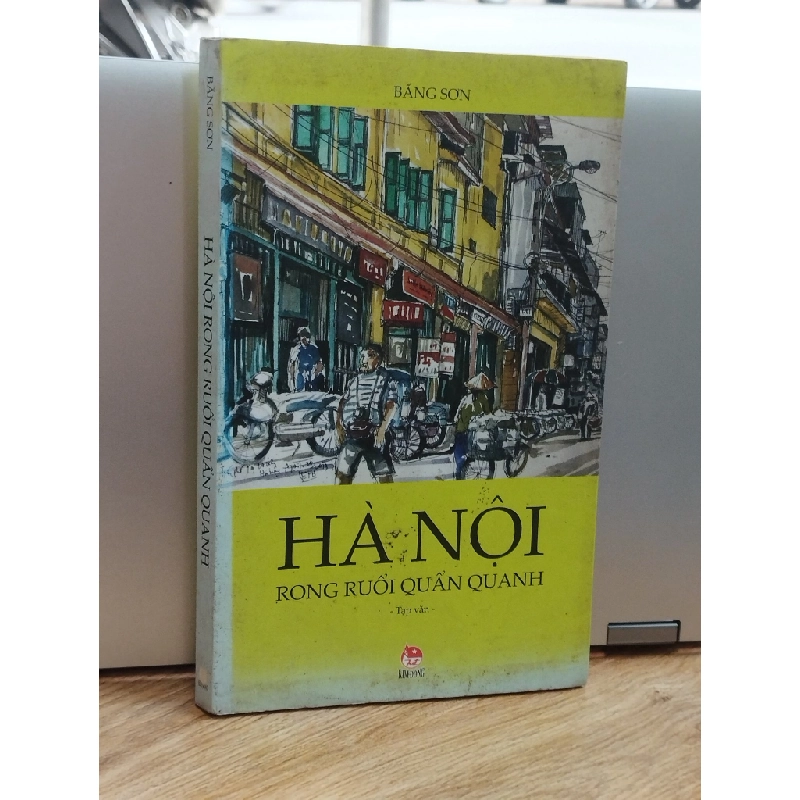 BĂNG SƠN
HÀ NỘI
RONG RUỔI QUẨN QUANH
- Tạp văn -
KIM ĐỒNG
BĂNG SƠN
HÀ NỘI RONG RUỔI QUẨN QUANH